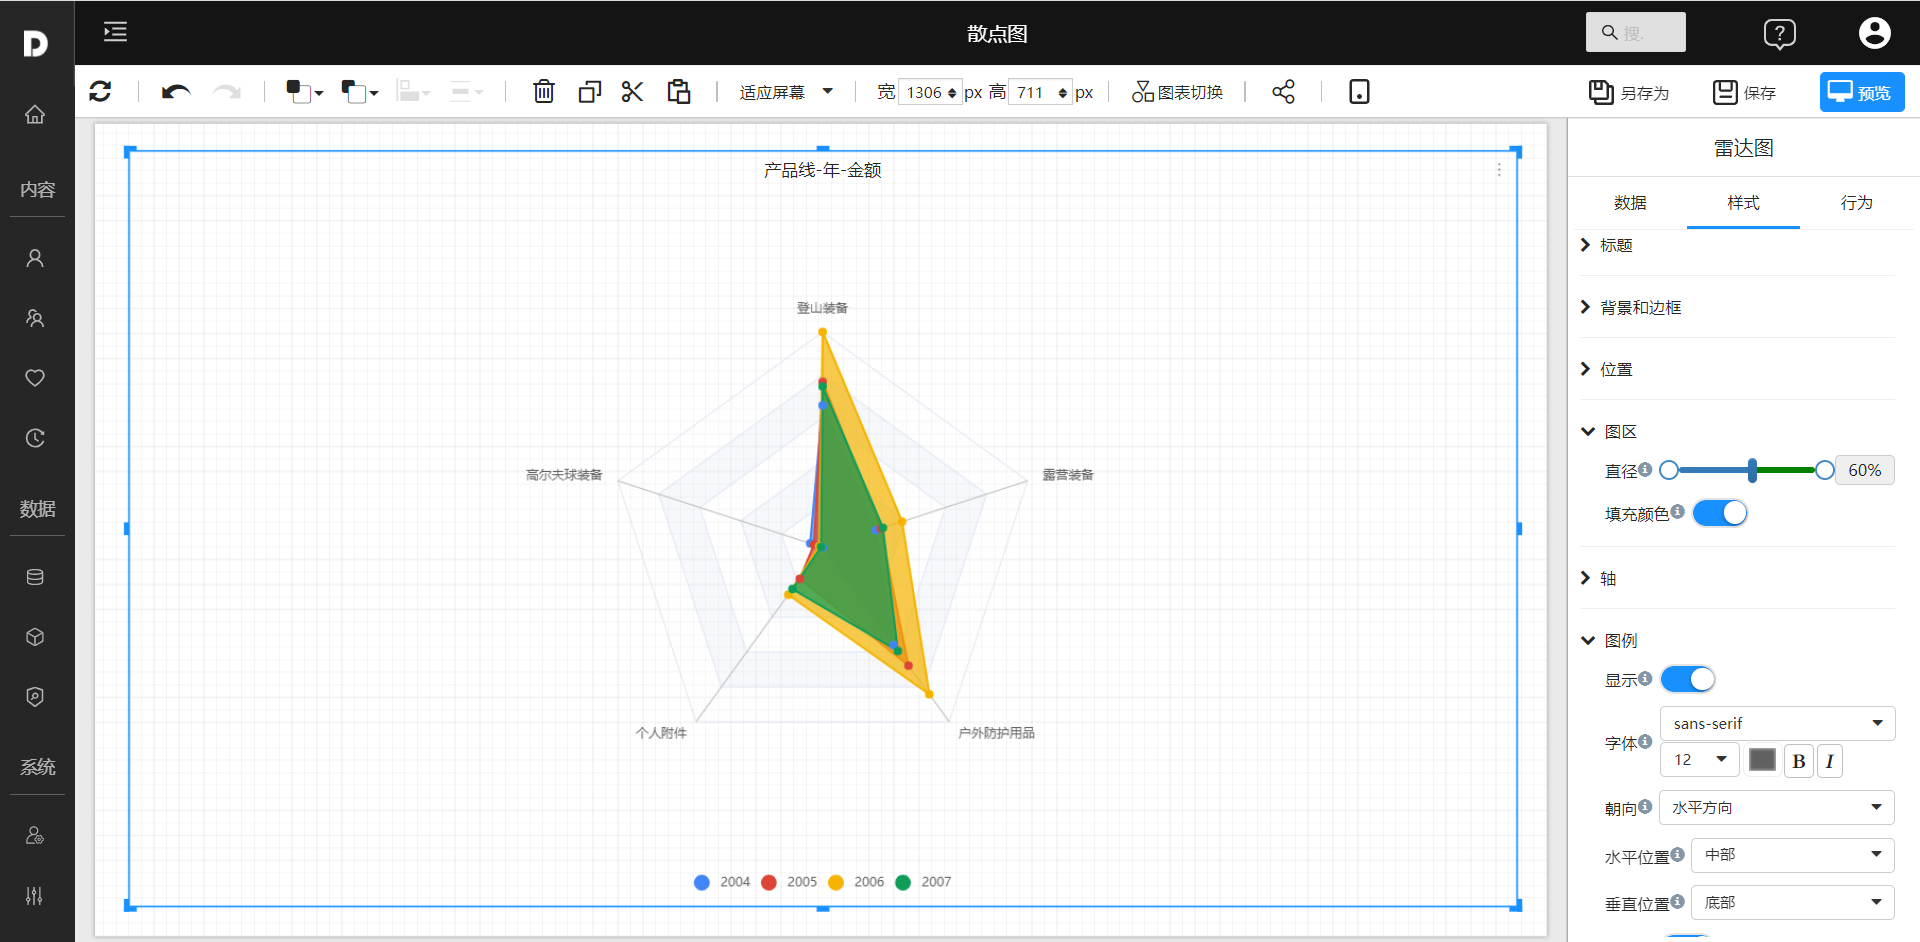 散点图
搜.
内容
数据
系统
适应屏幕
宽 1306 px 高 711 px
图表切换
另存为
保存
预览
产品线-年-金额
登山装备
高尔夫球装备
露营装备
个人附件
户外防护用品
2004 2005 2006 2007
雷达图
数据 样式 行为
标题
背景和边框
位置
图区
直径 60%
填充颜色
轴
图例
显示
字体 sans-serif
12 B I
朝向 水平方向
水平位置 中部
垂直位置 底部